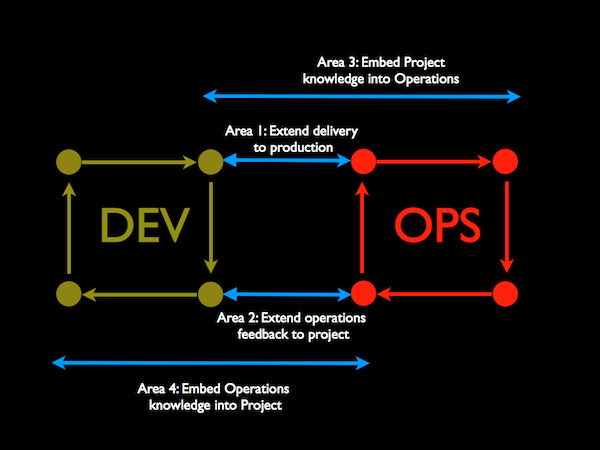 Area 3: Embed Project
knowledge into Operations
Area 1: Extend delivery
to production
DEV
OPS
Area 2: Extend operations
feedback to project
Area 4: Embed Operations
knowledge into Project